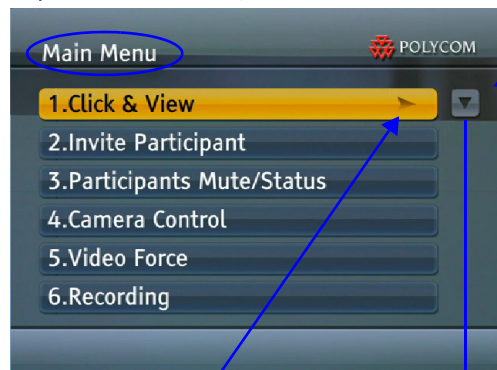 Main Menu
POLYCOM
1.Click & View
2.Invite Participant
3.Participants Mute/Status
4.Camera Control
5.Video Force
6.Recording